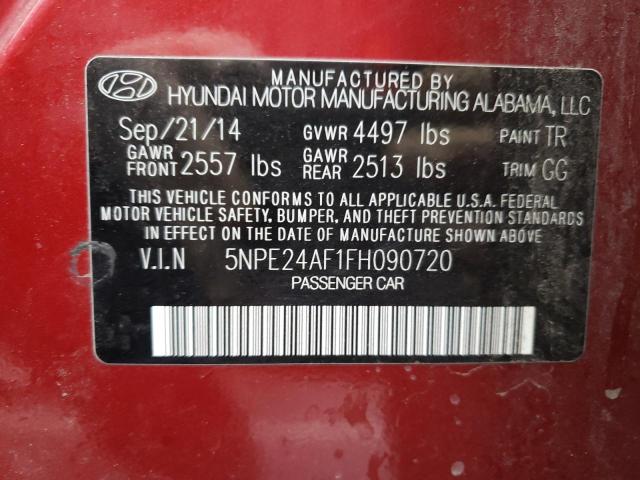 MANUFACTURED BY
HYUNDAI MOTOR MANUFACTURING ALABAMA, LLC
Sep/21/14 GVWR 4497 lbs PAINT TR
GAWR FRONT 2557 lbs GAWR REAR 2513 lbs TRIM GG
THIS VEHICLE CONFORMS TO ALL APPLICABLE U.S.A. FEDERAL
MOTOR VEHICLE SAFETY, BUMPER, AND THEFT PREVENTION STANDARDS
IN EFFECT ON THE DATE OF MANUFACTURE SHOWN ABOVE.
V.I.N 5NPE24AF1FH090720
PASSENGER CAR